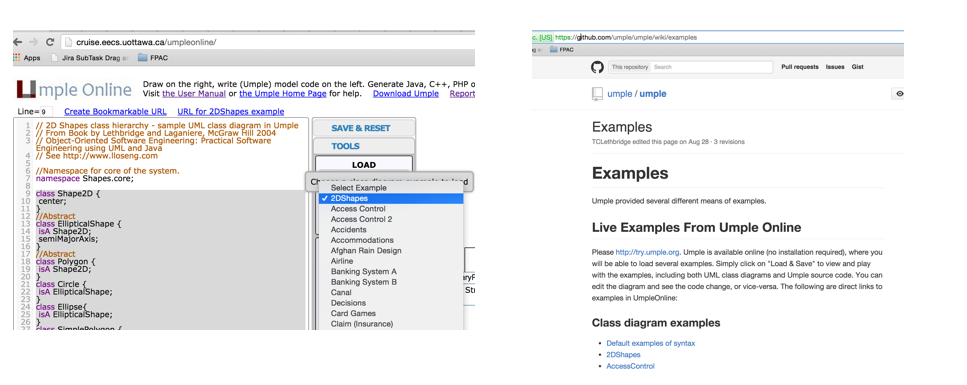 cruise.eecs.uottawa.ca/umpleonline/
Apps Jira SubTask Drag an FPAC
Umple Online
Draw on the right, write (Umple) model code on the left. Generate Java, C++, PHP o
Visit the User Manual or the Umple Home Page for help. Download Umple Report
Line= 9 Create Bookmarkable URL URL for 2DShapes example
1 // 2D Shapes class hierarchy - sample UML class diagram in Umple
2 // From Book by Lethbridge and Laganiere, McGraw Hill 2004
3 // Object-Oriented Software Engineering: Practical Software
Engineering using UML and Java
4 // See http://www.lloseng.com
5
6 //Namespace for core of the system.
7 namespace Shapes.core;
8
9 class Shape2D {
10 center;
11 }
12 //Abstract
13 class EllipticalShape {
14 isA Shape2D;
15 semiMajorAxis;
16 }
17 //Abstract
18 class Polygon {
19 isA Shape2D;
20 }
21 class Circle {
22 isA EllipticalShape;
23 }
24 class Ellipse{
25 isA EllipticalShape;
26 }
27 class SimplePolygon {
SAVE & RESET
TOOLS
LOAD
Select Example
✓ 2DShapes
Access Control
Access Control 2
Accidents
Accommodations
Afghan Rain Design
Airline
Banking System A
Banking System B
Canal
Decisions
Card Games
Claim (Insurance)
c. [US] https://github.com/umple/umple/wiki/examples
FPAC
This repository Search Pull requests Issues Gist
umple / umple
Examples
TCLethbridge edited this page on Aug 28 · 3 revisions
Examples
Umple provided several different means of examples.
Live Examples From Umple Online
Please http://try.umple.org. Umple is available online (no installation required), where you
will be able to load several examples. Simply click on "Load & Save" to view and play
with the examples, including both UML class diagrams and Umple source code. You can
edit the diagram and see the code change, or vice-versa. The following are direct links to
examples in UmpleOnline:
Class diagram examples
• Default examples of syntax
• 2DShapes
• AccessControl